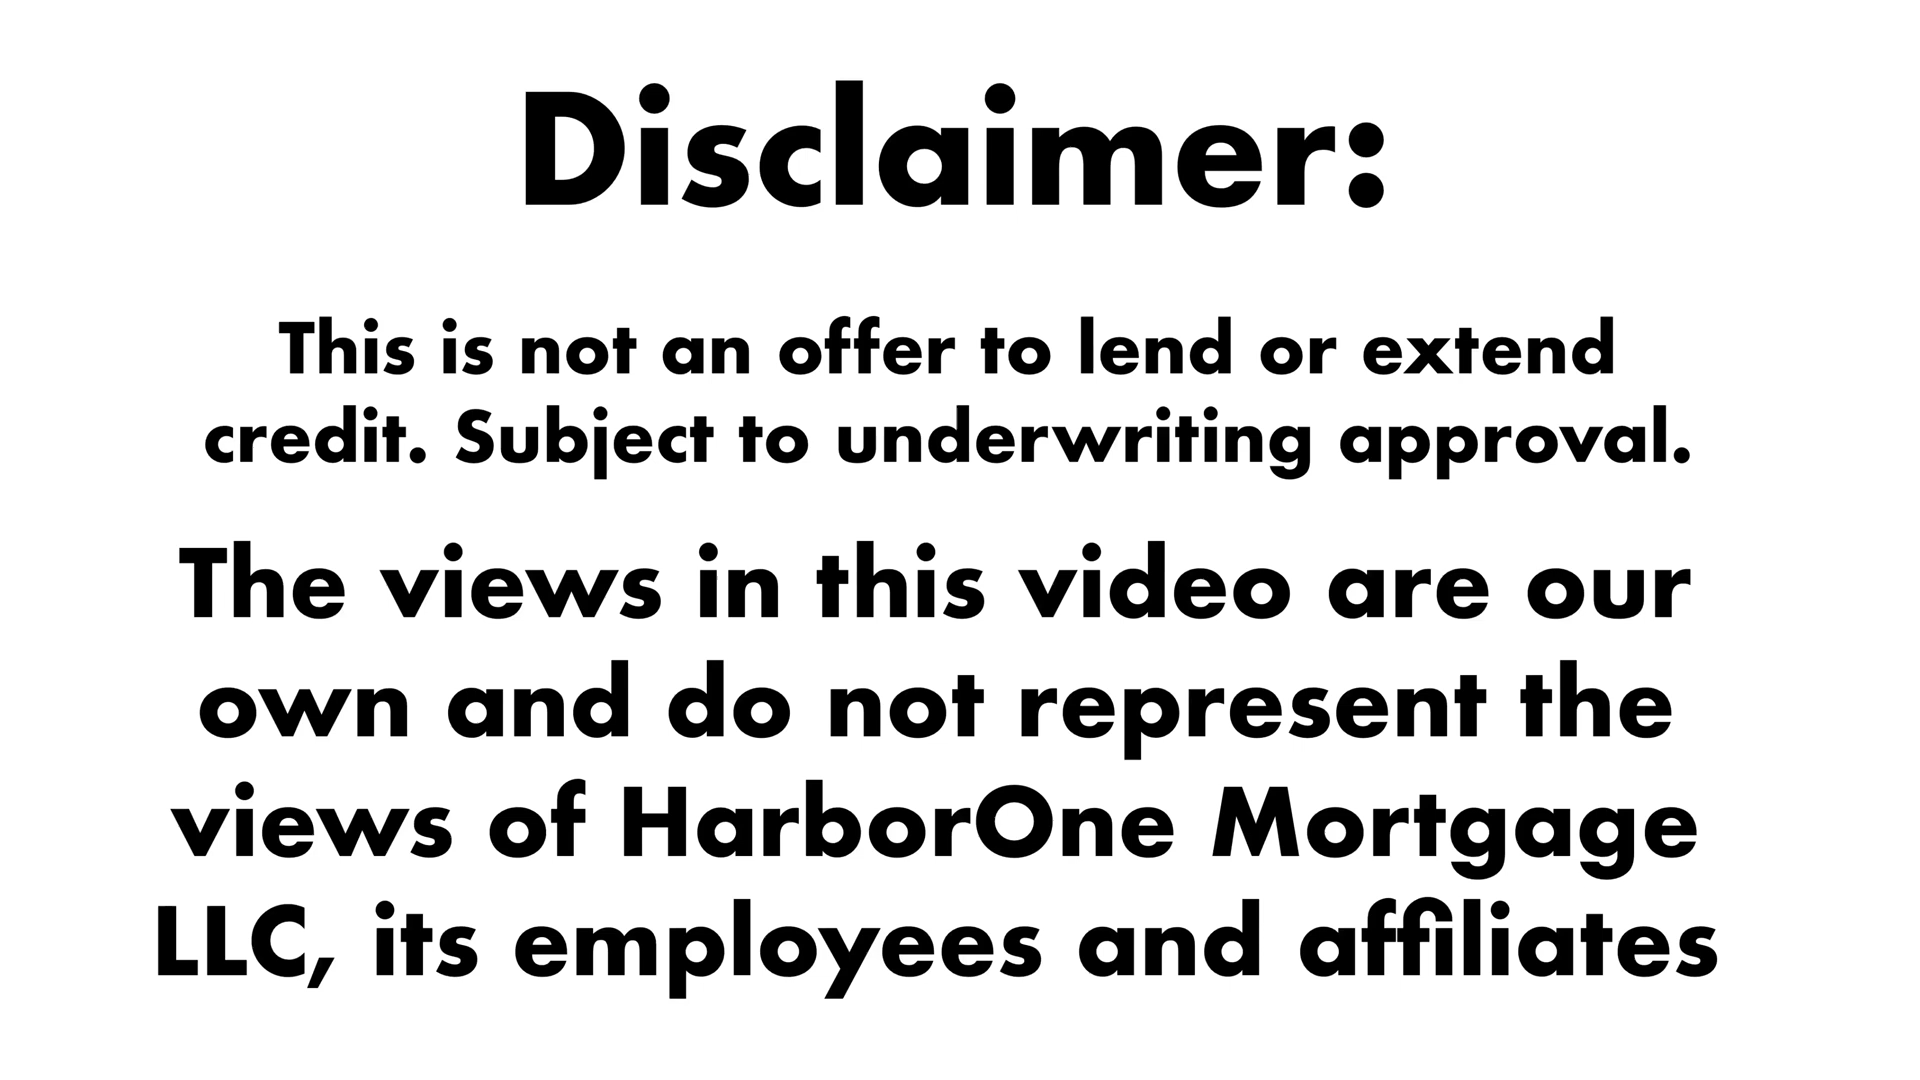 Disclaimer:
This is not an offer to lend or extend
credit. Subject to underwriting approval.
The views in this video are our
own and do not represent the
views of HarborOne Mortgage
LLC, its employees and affiliates